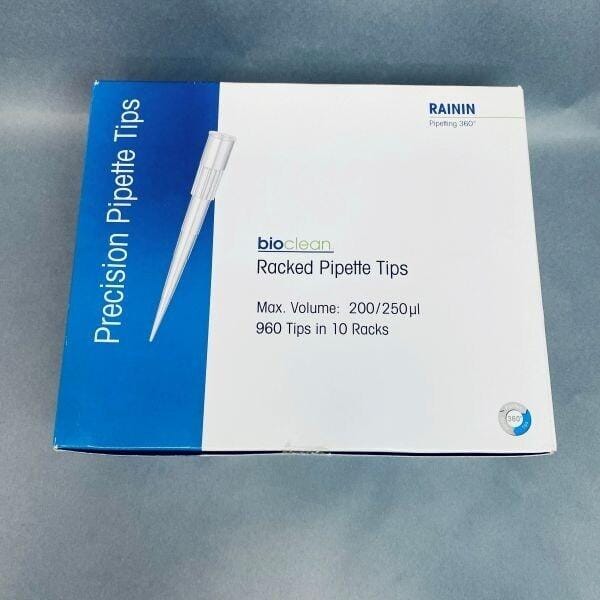 Precision Pipette Tips
RAININ
Pipetting 360°
bioclean
Racked Pipette Tips
Max. Volume: 200/250µl
960 Tips in 10 Racks
360°